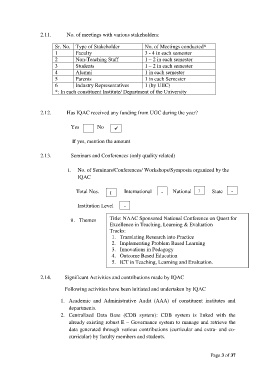 2.11. No. of meetings with various stakeholders:
Sr. No. Type of Stakeholder No. of Meetings conducted*
1 Faculty 3 - 4 in each semester
2 Non-Teaching Staff 1 – 2 in each semester
3 Students 1 – 2 in each semester
4 Alumni 1 in each semester
5 Parents 1 in each Semester
6 Industry Representatives 1 (by URC)
*: In each constituent Institute/ Department of the University
2.12. Has IQAC received any funding from UGC during the year?
Yes No ✓
If yes, mention the amount
2.13. Seminars and Conferences (only quality related)
i. No. of Seminars/Conferences/ Workshops/Symposia organized by the
IQAC
Total Nos. 1 International - National 1 State -
Institution Level -
ii. Themes
Title: NAAC Sponsored National Conference on Quest for
Excellence in Teaching, Learning & Evaluation
Tracks:
1. Translating Research into Practice
2. Implementing Problem Based Learning
3. Innovations in Pedagogy
4. Outcome Based Education
5. ICT in Teaching, Learning and Evaluation.
2.14. Significant Activities and contributions made by IQAC
Following activities have been initiated and undertaken by IQAC
1. Academic and Administrative Audit (AAA) of constituent institutes and
departments.
2. Centralized Data Base (CDB system): CDB system is linked with the
already existing robust E – Governance system to manage and retrieve the
data generated through various contributions (curricular and extra- and co-
curricular) by faculty members and students.
Page 3 of 37